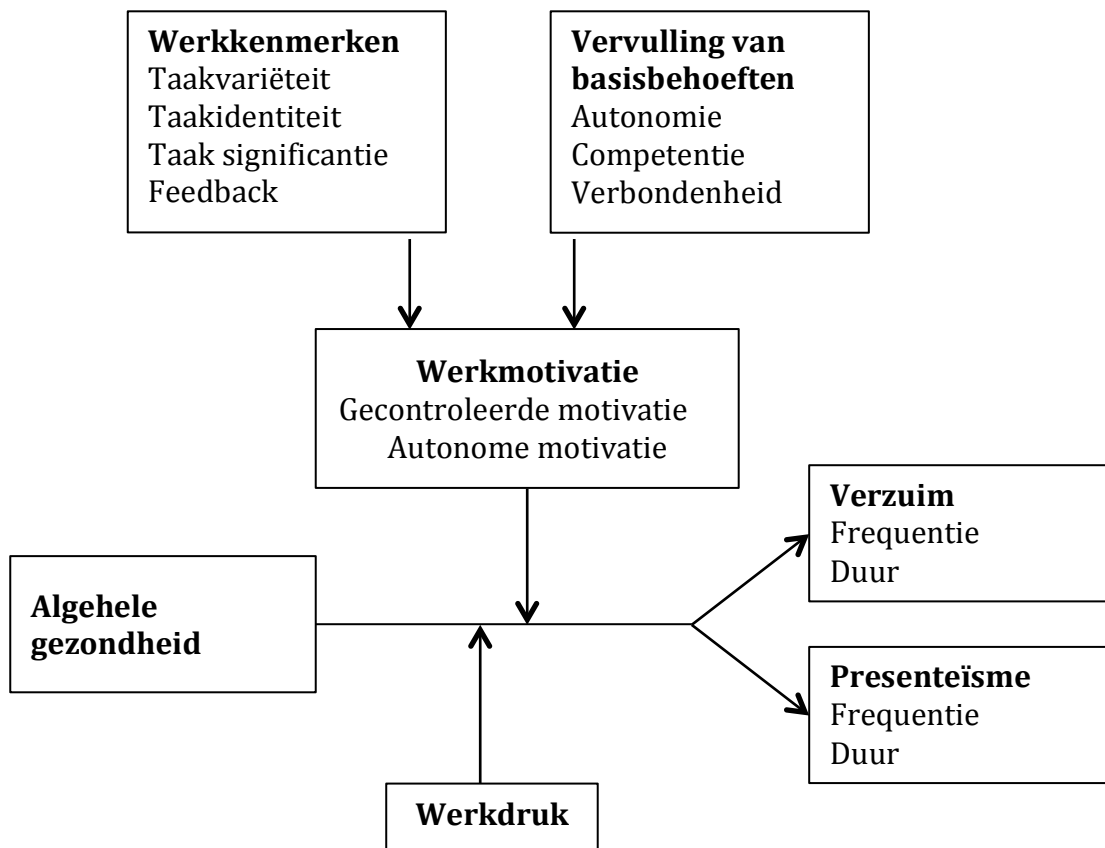 Werkkenmerken
Taakvariëteit
Taakidentiteit
Taak significantie
Feedback
Vervulling van
basisbehoeften
Autonomie
Competentie
Verbondenheid
Werkmotivatie
Gecontroleerde motivatie
Autonome motivatie
Verzuim
Frequentie
Duur
Algehele
gezondheid
Presenteïsme
Frequentie
Duur
Werkdruk